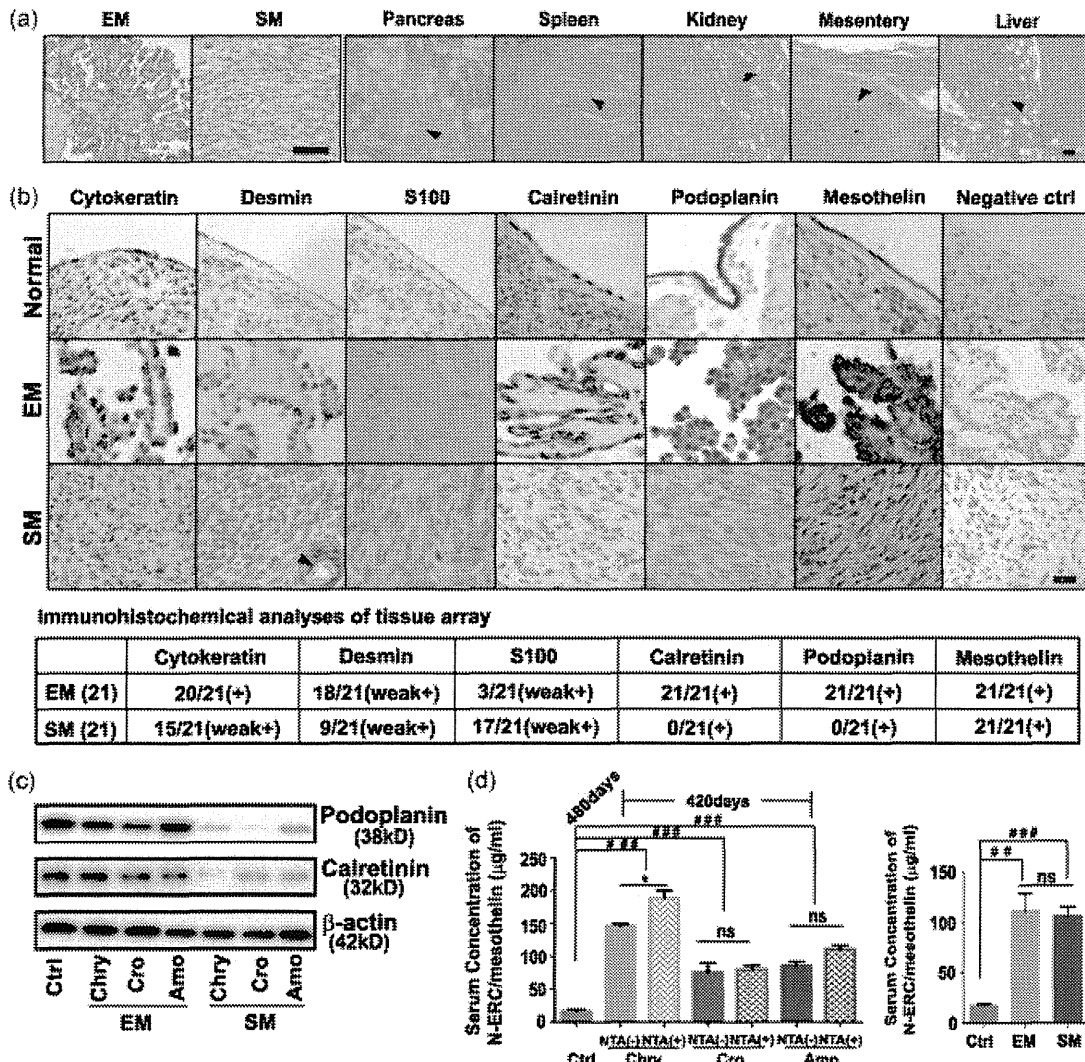 (a)
EM SM Pancreas Spleen Kidney Mesentery Liver
(b)
Cytokeratin Desmin S100 Calretinin Podoplanin Mesothelin Negative ctrl
Normal
EM
SM
Immunohistochemical analyses of tissue array
Cytokeratin Desmin S100 Calretinin Podoplanin Mesothelin
EM (21) 20/21(+) 18/21(weak+) 3/21(weak+) 21/21(+) 21/21(+) 21/21(+)
SM (21) 15/21(weak+) 9/21(weak+) 17/21(weak+) 0/21(+) 0/21(+) 21/21(+)
(c)
Podoplanin
(38kD)
Calretinin
(32kD)
β-actin
(42kD)
Ctrl Chry Cro Amo Chry Cro Amo
EM SM
(d)
480days
420days
###
###
# ##
* ns ns
Serum Concentration of
N-ERC/mesothelin (μg/ml)
250
200
150
100
50
0
NTA(-) NTA(+) NTA(-) NTA(+) NTA(-) NTA(+)
Ctrl Chry Cro Amo
Serum Concentration of
N-ERC/mesothelin (μg/ml)
###
## ns
150
100
50
0
Ctrl EM SM